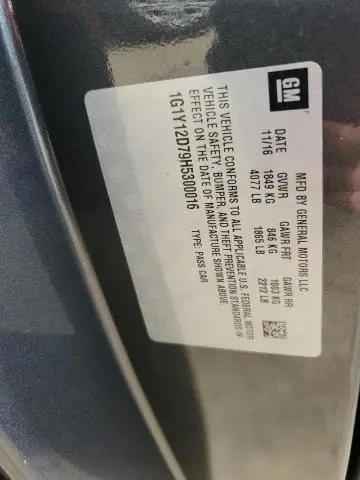 GM
MFD BY GENERAL MOTORS LLC
DATE GVWR GAWR FRT GAWR RR
11/16 1849 KG 846 KG 1003 KG
4077 LB 1865 LB 2212 LB
THIS VEHICLE CONFORMS TO ALL APPLICABLE U.S. FEDERAL MOTOR
VEHICLE SAFETY, BUMPER, AND THEFT PREVENTION STANDARDS IN
EFFECT ON THE DATE OF MANUFACTURE SHOWN ABOVE.
1G1Y12D79H5300016 TYPE: PASS CAR